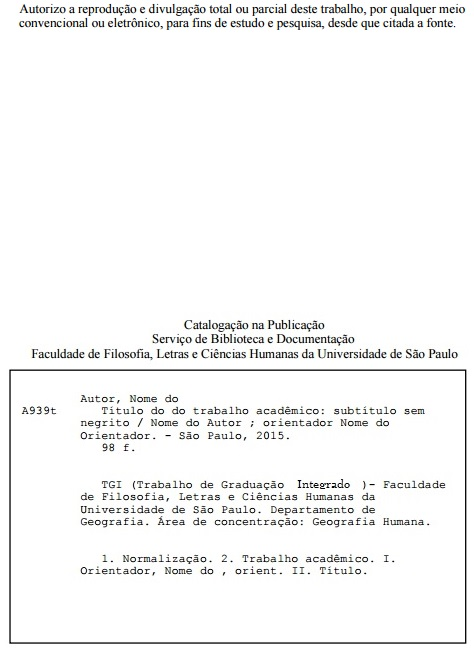 Autorizo a reprodução e divulgação total ou parcial deste trabalho, por qualquer meio
convencional ou eletrônico, para fins de estudo e pesquisa, desde que citada a fonte.
Catalogação na Publicação
Serviço de Biblioteca e Documentação
Faculdade de Filosofia, Letras e Ciências Humanas da Universidade de São Paulo
Autor, Nome do
A939t Título do do trabalho acadêmico: subtítulo sem
negrito / Nome do Autor ; orientador Nome do
Orientador. - São Paulo, 2015.
98 f.
TGI (Trabalho de Graduação Integrado )- Faculdade
de Filosofia, Letras e Ciências Humanas da
Universidade de São Paulo. Departamento de
Geografia. Área de concentração: Geografia Humana.
1. Normalização. 2. Trabalho acadêmico. I.
Orientador, Nome do , orient. II. Título.